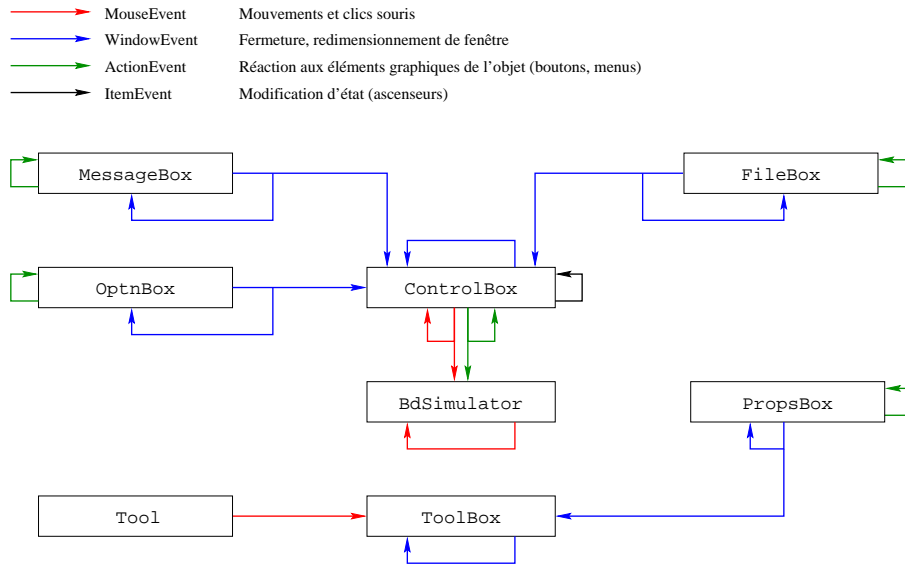 MouseEvent Mouvements et clics souris
WindowEvent Fermeture, redimensionnement de fenêtre
ActionEvent Réaction aux éléments graphiques de l'objet (boutons, menus)
ItemEvent Modification d'état (ascenseurs)
MessageBox
FileBox
OptnBox
ControlBox
BdSimulator
PropsBox
Tool
ToolBox